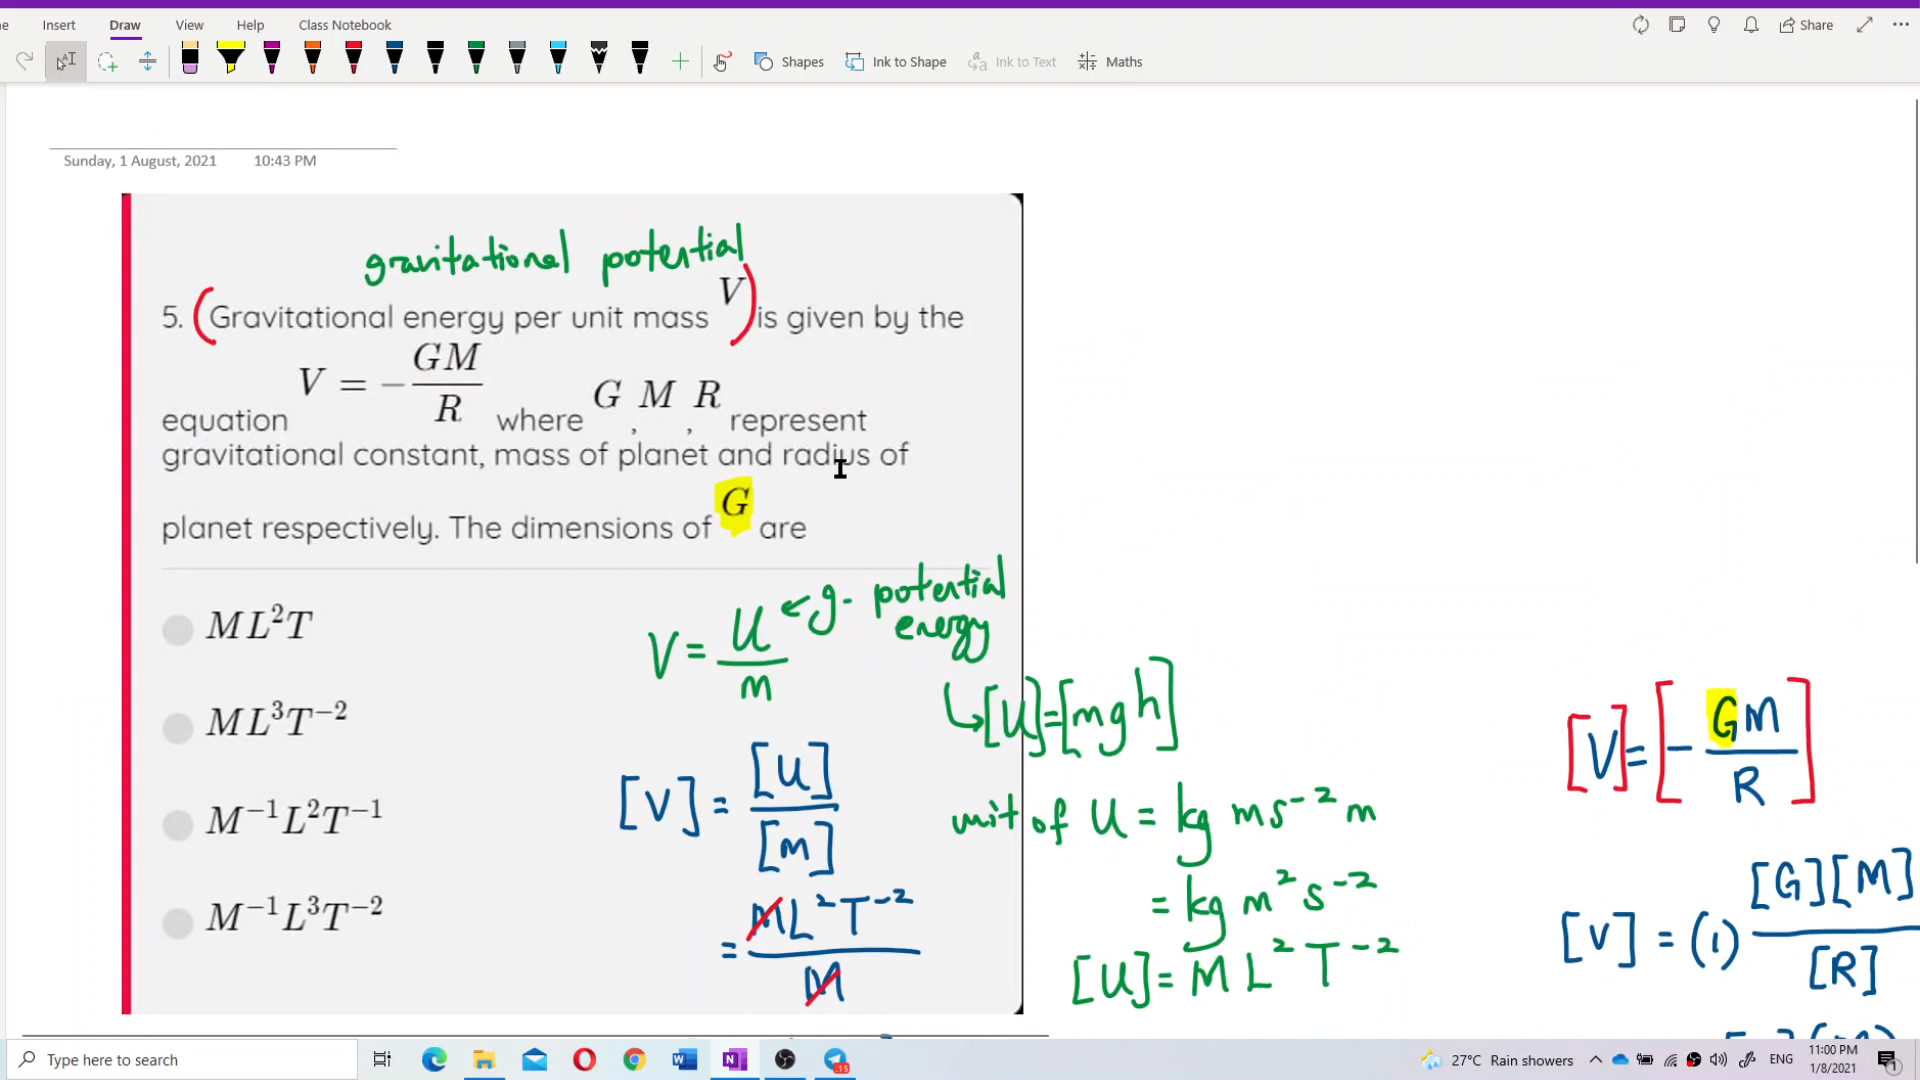 Insert Draw View Help Class Notebook Share
Shapes Ink to Shape Ink to Text Maths
Sunday, 1 August, 2021 10:43 PM
gravitational potential
5. (Gravitational energy per unit mass V) is given by the
equation V = -GM/R where G, M, R represent
gravitational constant, mass of planet and radius of
planet respectively. The dimensions of G are
ML²T
ML³T⁻²
M⁻¹L²T⁻¹
M⁻¹L³T⁻²
V = U/m ← g. potential
energy
↳[U]=[mgh]
[V] = [U]/[m]
= ML²T⁻²/M
unit of U = kg ms⁻² m
= kg m² s⁻²
[U] = ML²T⁻²
[V] = [-GM/R]
[V] = (1) [G][M]/[R]
Type here to search
15
27°C Rain showers
ENG
11:00 PM
1/8/2021
1